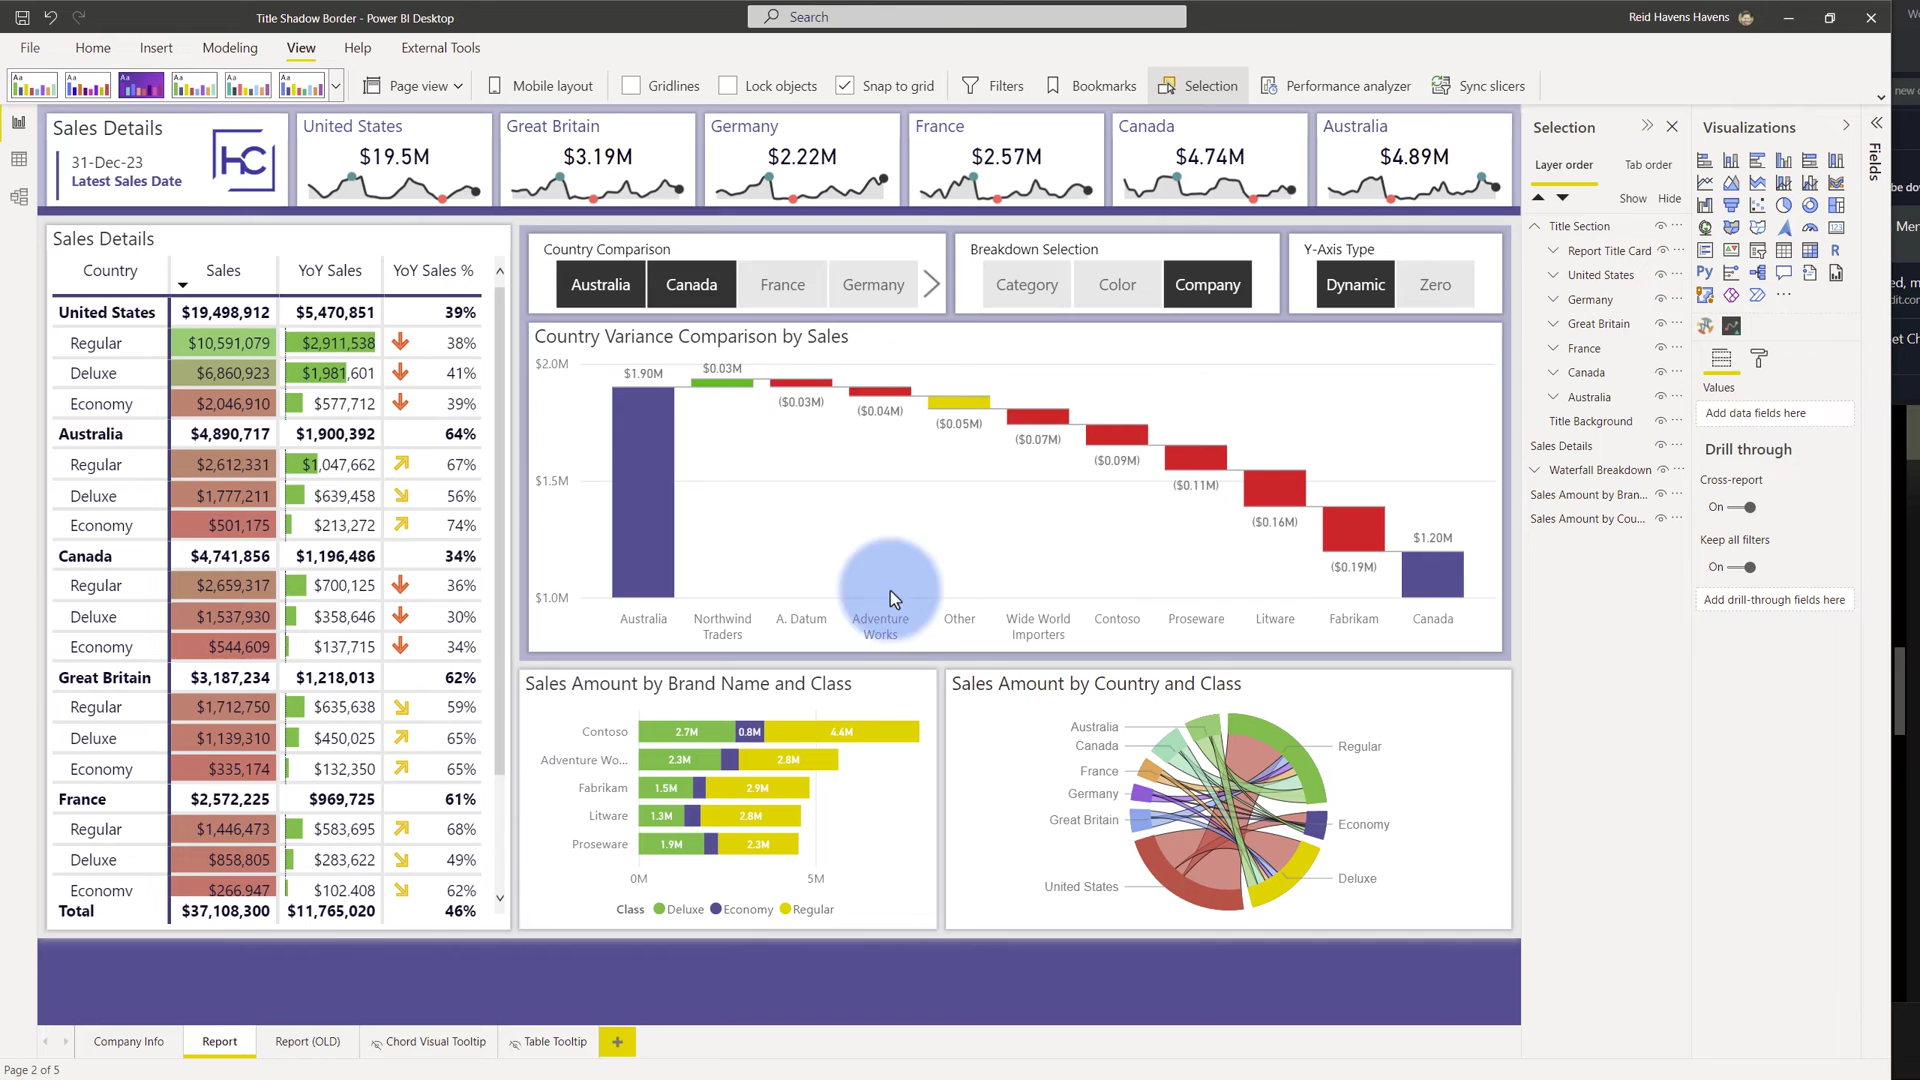 Title Shadow Border - Power BI Desktop
Search
Reid Havens Havens
File
Home
Insert
Modeling
View
Help
External Tools
Page view
Mobile layout
Gridlines
Lock objects
Snap to grid
Filters
Bookmarks
Selection
Performance analyzer
Sync slicers
new c
Sales Details
31-Dec-23
Latest Sales Date
HC
United States
$19.5M
Great Britain
$3.19M
Germany
$2.22M
France
$2.57M
Canada
$4.74M
Australia
$4.89M
Sales Details
Country Sales YoY Sales YoY Sales %
United States $19,498,912 $5,470,851 39%
Regular $10,591,079 $2,911,538 38%
Deluxe $6,860,923 $1,981,601 41%
Economy $2,046,910 $577,712 39%
Australia $4,890,717 $1,900,392 64%
Regular $2,612,331 $1,047,662 67%
Deluxe $1,777,211 $639,458 56%
Economy $501,175 $213,272 74%
Canada $4,741,856 $1,196,486 34%
Regular $2,659,317 $700,125 36%
Deluxe $1,537,930 $358,646 30%
Economy $544,609 $137,715 34%
Great Britain $3,187,234 $1,218,013 62%
Regular $1,712,750 $635,638 59%
Deluxe $1,139,310 $450,025 65%
Economy $335,174 $132,350 65%
France $2,572,225 $969,725 61%
Regular $1,446,473 $583,695 68%
Deluxe $858,805 $283,622 49%
Economy $266,947 $102,408 62%
Total $37,108,300 $11,765,020 46%
Country Comparison
Australia
Canada
France
Germany
Breakdown Selection
Category
Color
Company
Y-Axis Type
Dynamic
Zero
Country Variance Comparison by Sales
$2.0M
$1.5M
$1.0M
$1.90M
$0.03M
($0.03M)
($0.04M)
($0.05M)
($0.07M)
($0.09M)
($0.11M)
($0.16M)
($0.19M)
$1.20M
Australia
Northwind
Traders
A. Datum
Adventure
Works
Other
Wide World
Importers
Contoso
Proseware
Litware
Fabrikam
Canada
Sales Amount by Brand Name and Class
Contoso 2.7M 0.8M 4.4M
Adventure Wo... 2.3M 2.8M
Fabrikam 1.5M 2.9M
Litware 1.3M 2.8M
Proseware 1.9M 2.3M
0M 5M
Class Deluxe Economy Regular
Sales Amount by Country and Class
Australia
Canada
France
Germany
Great Britain
United States
Regular
Economy
Deluxe
Selection
Layer order
Tab order
Show
Hide
Title Section
Report Title Card
United States
Germany
Great Britain
France
Canada
Australia
Title Background
Sales Details
Waterfall Breakdown
Sales Amount by Bran...
Sales Amount by Cou...
Visualizations
R
Py
Values
Add data fields here
Drill through
Cross-report
On
Keep all filters
On
Add drill-through fields here
Fields
be dow
Mer
ed, m
dit.co
et Ch
Company Info
Report
Report (OLD)
Chord Visual Tooltip
Table Tooltip
+
Page 2 of 5